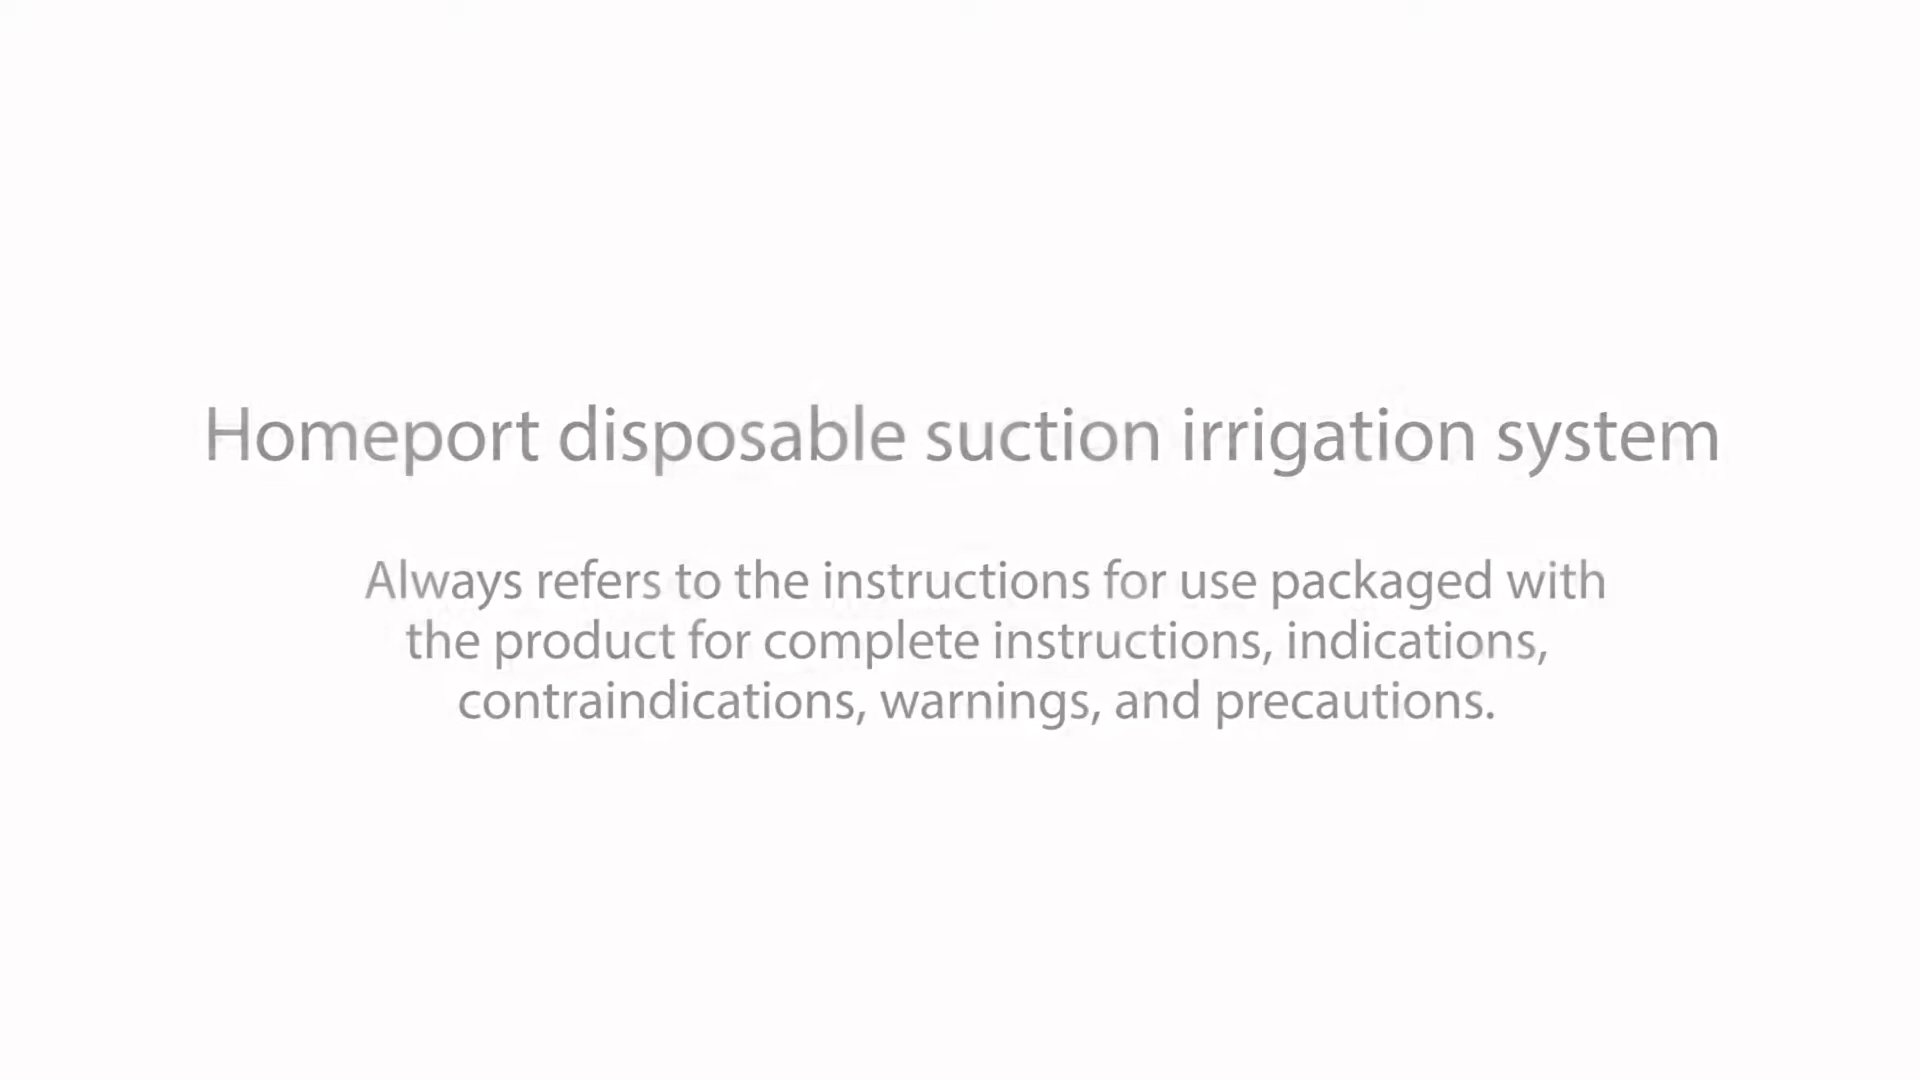 Homeport disposable suction irrigation system
Always refers to the instructions for use packaged with
the product for complete instructions, indications,
contraindications, warnings, and precautions.